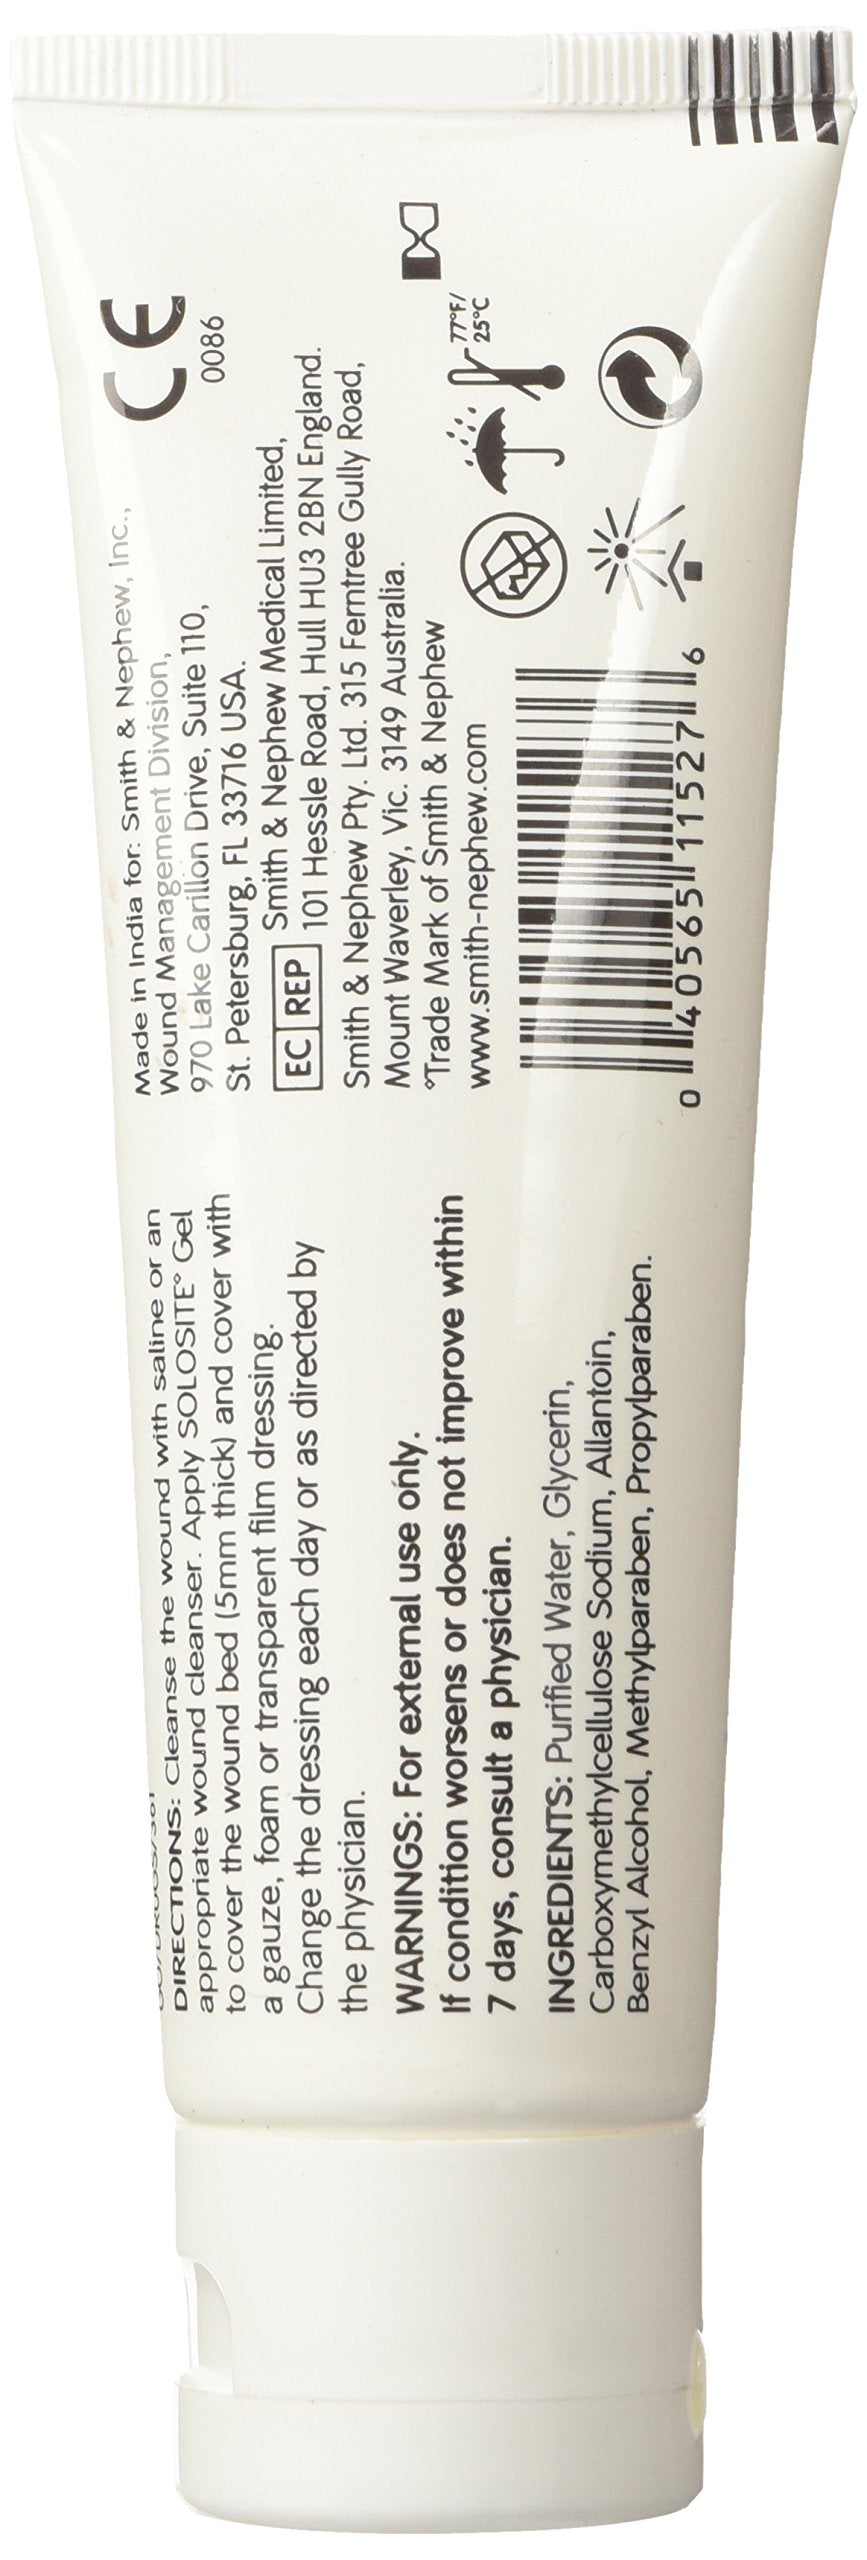 DIRECTIONS: Cleanse the wound with saline or an
appropriate wound cleanser. Apply SOLOSITE° Gel
to cover the wound bed (5mm thick) and cover with
a gauze, foam or transparent film dressing.
Change the dressing each day or as directed by
the physician.
WARNINGS: For external use only.
If condition worsens or does not improve within
7 days, consult a physician.
INGREDIENTS: Purified Water, Glycerin,
Carboxymethylcellulose Sodium, Allantoin,
Benzyl Alcohol, Methylparaben, Propylparaben.
Made in India for: Smith & Nephew, Inc.,
Wound Management Division,
970 Lake Carillon Drive, Suite 110,
St. Petersburg, FL 33716 USA.
EC REP
Smith & Nephew Medical Limited,
101 Hessle Road, Hull HU3 2BN England.
Smith & Nephew Pty. Ltd. 315 Ferntree Gully Road,
Mount Waverley, Vic. 3149 Australia.
°Trade Mark of Smith & Nephew
www.smith-nephew.com
0 40565 11527 6
CE
0086
77°F/
25°C